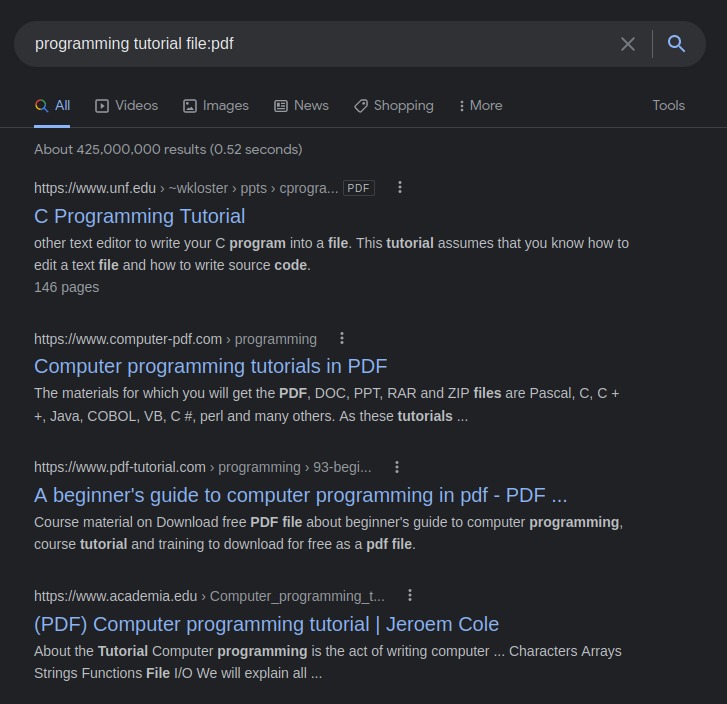 programming tutorial file:pdf
All Videos Images News Shopping More Tools
About 425,000,000 results (0.52 seconds)
https://www.unf.edu › ~wkloster › ppts › cprogra... PDF
C Programming Tutorial
other text editor to write your C program into a file. This tutorial assumes that you know how to
edit a text file and how to write source code.
146 pages
https://www.computer-pdf.com › programming
Computer programming tutorials in PDF
The materials for which you will get the PDF, DOC, PPT, RAR and ZIP files are Pascal, C, C +
+, Java, COBOL, VB, C #, perl and many others. As these tutorials ...
https://www.pdf-tutorial.com › programming › 93-begi...
A beginner's guide to computer programming in pdf - PDF ...
Course material on Download free PDF file about beginner's guide to computer programming,
course tutorial and training to download for free as a pdf file.
https://www.academia.edu › Computer_programming_t...
(PDF) Computer programming tutorial | Jeroem Cole
About the Tutorial Computer programming is the act of writing computer ... Characters Arrays
Strings Functions File I/O We will explain all ...